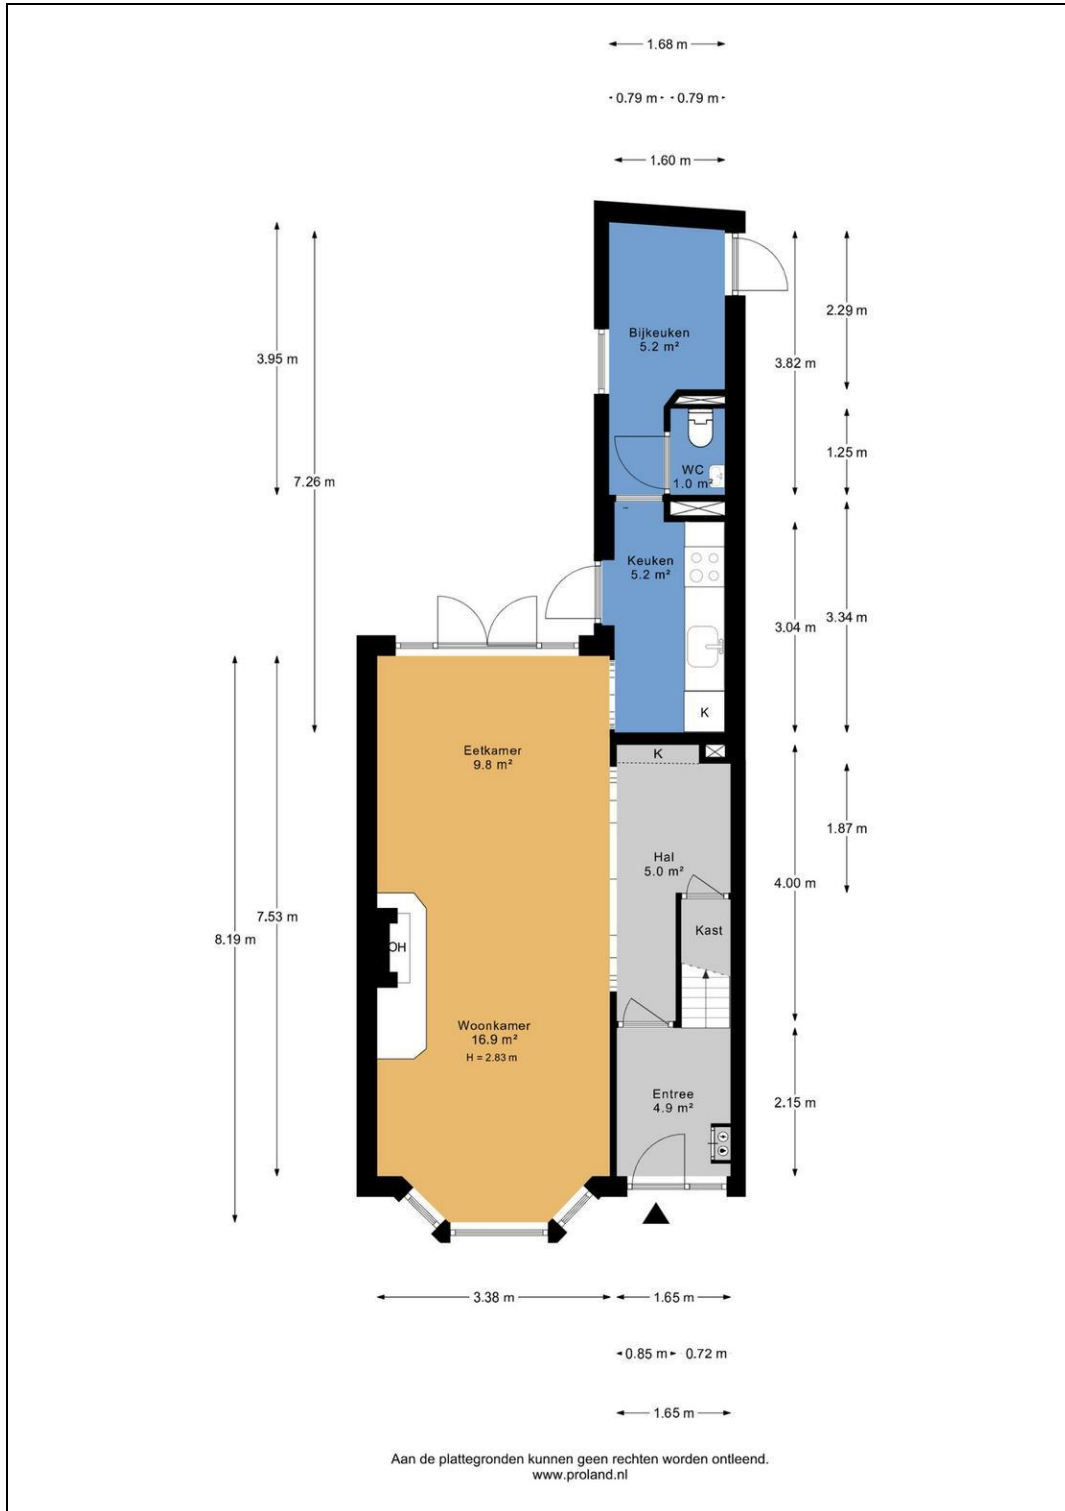 1.68 m
0.79 m 0.79 m
1.60 m
Bijkeuken
5.2 m²
2.29 m
3.95 m
3.82 m
1.25 m
WC
1.0 m²
7.26 m
Keuken
5.2 m²
3.04 m
3.34 m
K
Eetkamer
9.8 m²
K
Hal
5.0 m²
1.87 m
4.00 m
7.53 m
8.19 m
OH
Kast
Woonkamer
16.9 m²
H = 2.83 m
Entree
4.9 m²
2.15 m
3.38 m 1.65 m
0.85 m 0.72 m
1.65 m
Aan de plattegronden kunnen geen rechten worden ontleend.
www.proland.nl